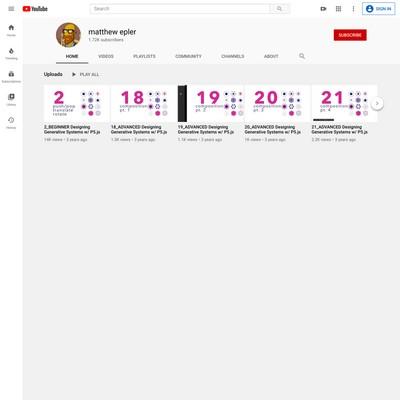 YouTube
Search
SIGN IN
matthew epler
1.72K subscribers
SUBSCRIBE
HOME
VIDEOS
PLAYLISTS
COMMUNITY
CHANNELS
ABOUT
Home
Trending
Subscriptions
Library
History
Uploads
PLAY ALL
2
push/pop
translate
rotate
18
composition
pt. 1
19
composition
pt. 2
20
composition
pt. 3
21
composition
pt. 4
2_BEGINNER Designing
Generative Systems w/ P5.js
14K views • 3 years ago
18_ADVANCED Designing
Generative Systems w/ P5.js
1.3K views • 3 years ago
19_ADVANCED Designing
Generative Systems w/ P5.js
1.1K views • 3 years ago
20_ADVANCED Designing
Generative Systems w/ P5.js
1K views • 3 years ago
21_ADVANCED Designing
Generative Systems w/ P5.js
2.2K views • 3 years ago